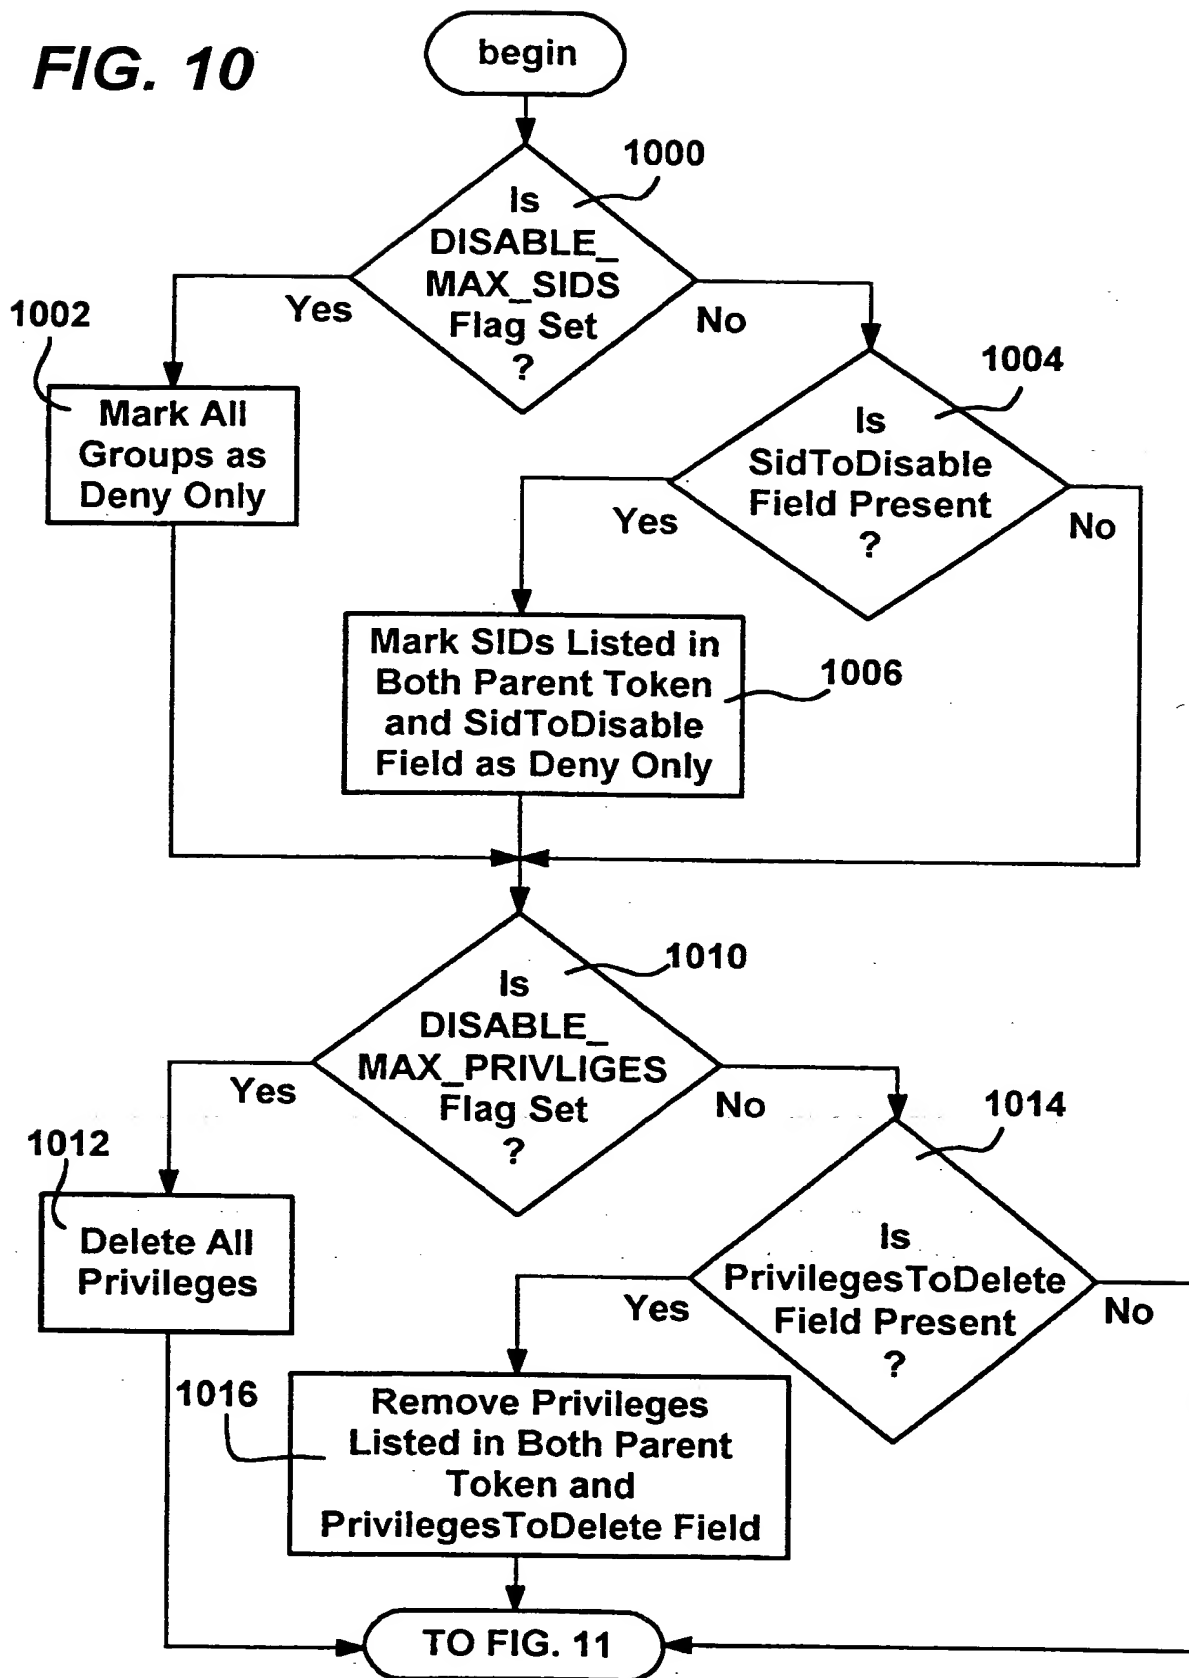 FIG. 10
begin
1000
Is
DISABLE_
MAX_SIDS
Flag Set
?
Yes
No
1002
Mark All
Groups as
Deny Only
1004
Is
SidToDisable
Field Present
?
Yes
No
Mark SIDs Listed in
Both Parent Token
and SidToDisable
Field as Deny Only
1006
1010
Is
DISABLE_
MAX_PRIVLIGES
Flag Set
?
Yes
No
1012
Delete All
Privileges
1014
Is
PrivilegesToDelete
Field Present
?
Yes
No
1016
Remove Privileges
Listed in Both Parent
Token and
PrivilegesToDelete Field
TO FIG. 11